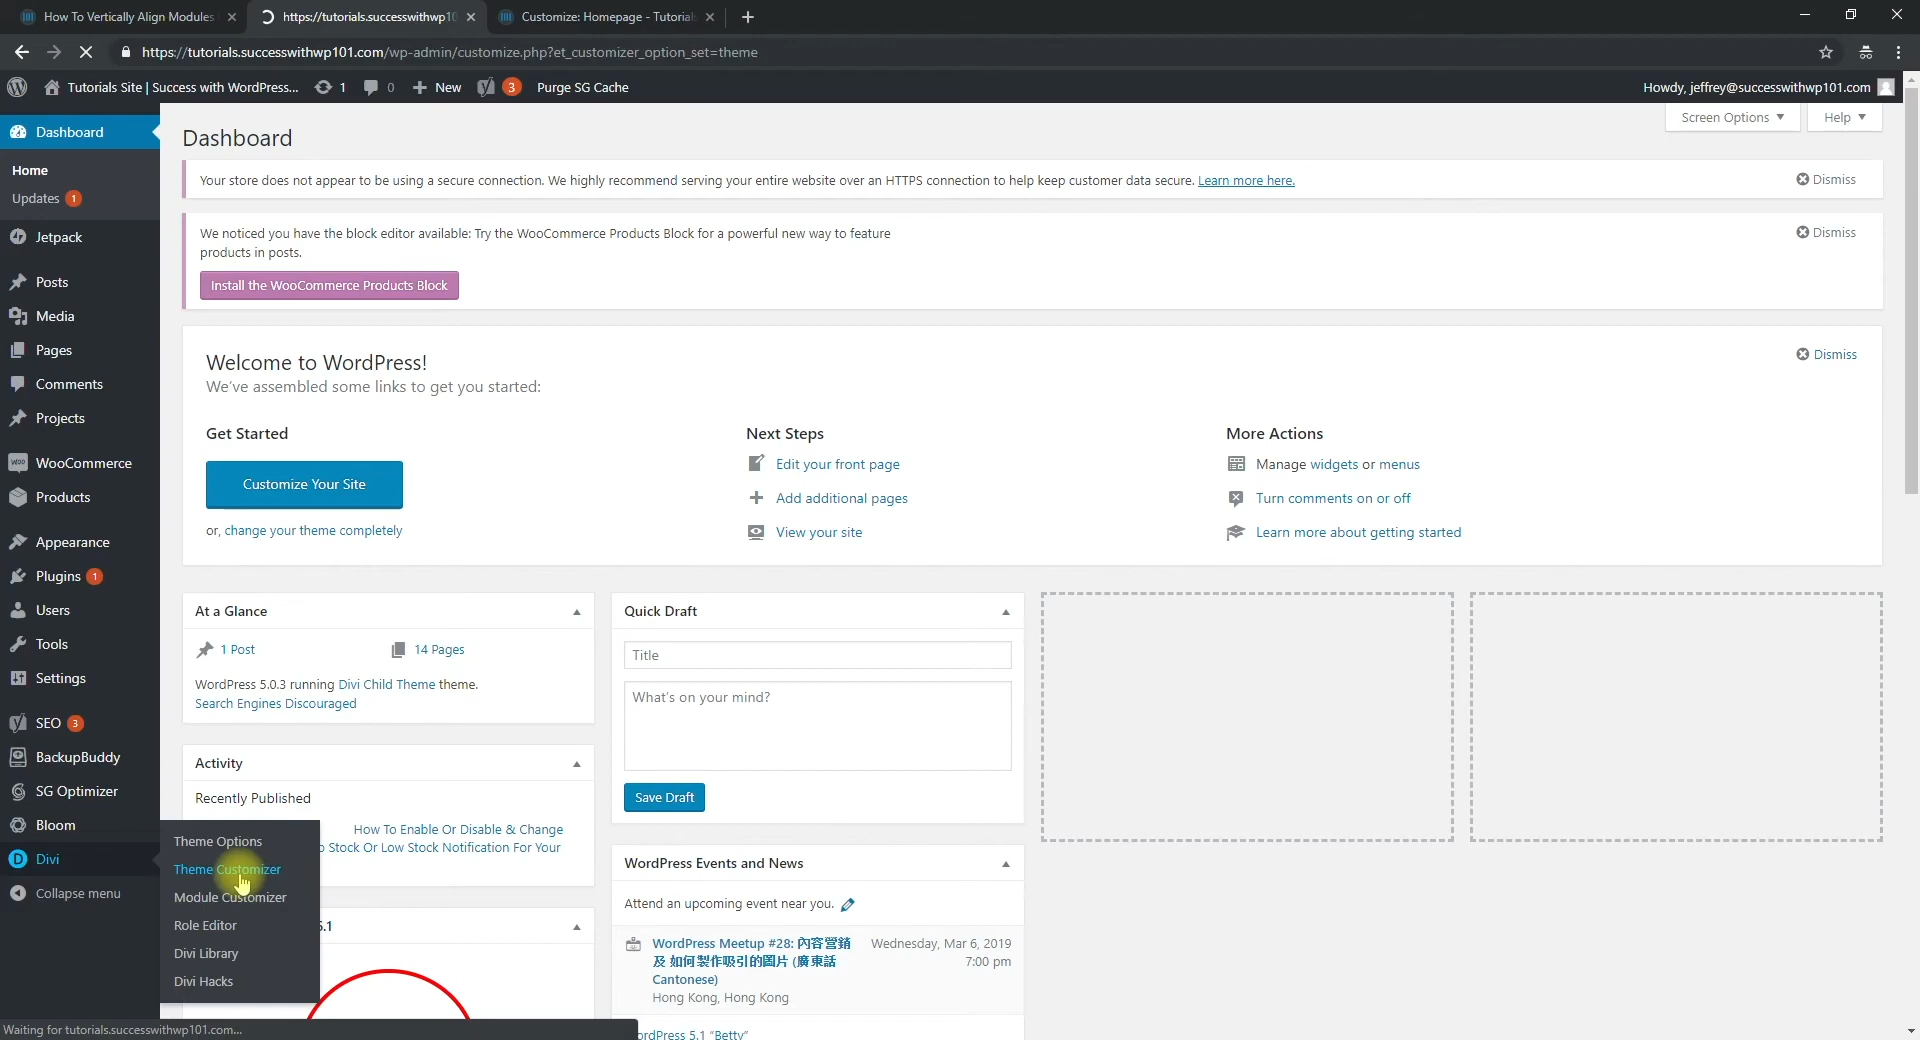 How To Vertically Align Modules
https://tutorials.successwithwp10
Customize: Homepage - Tutorial
https://tutorials.successwithwp101.com/wp-admin/customize.php?et_customizer_option_set=theme
Tutorials Site | Success with WordPress...
1
0
New
3
Purge SG Cache
Howdy, jeffrey@successwithwp101.com
Dashboard
Home
Updates 1
Jetpack
Posts
Media
Pages
Comments
Projects
WooCommerce
Products
Appearance
Plugins 1
Users
Tools
Settings
SEO 3
BackupBuddy
SG Optimizer
Bloom
Divi
Collapse menu
Theme Options
Theme Customizer
Module Customizer
Role Editor
Divi Library
Divi Hacks
Dashboard
Screen Options
Help
Your store does not appear to be using a secure connection. We highly recommend serving your entire website over an HTTPS connection to help keep customer data secure. Learn more here.
Dismiss
We noticed you have the block editor available: Try the WooCommerce Products Block for a powerful new way to feature
products in posts.
Dismiss
Install the WooCommerce Products Block
Welcome to WordPress!
We've assembled some links to get you started:
Dismiss
Get Started
Customize Your Site
or, change your theme completely
Next Steps
Edit your front page
Add additional pages
View your site
More Actions
Manage widgets or menus
Turn comments on or off
Learn more about getting started
At a Glance
1 Post
14 Pages
WordPress 5.0.3 running Divi Child Theme theme.
Search Engines Discouraged
Activity
Recently Published
How To Enable Or Disable & Change
Stock Or Low Stock Notification For Your
5.1
Quick Draft
Title
What's on your mind?
Save Draft
WordPress Events and News
Attend an upcoming event near you.
WordPress Meetup #28: 內容營銷
及 如何製作吸引的圖片 (廣東話
Cantonese)
Hong Kong, Hong Kong
Wednesday, Mar 6, 2019
7:00 pm
ordPress 5.1 "Betty"
Waiting for tutorials.successwithwp101.com...